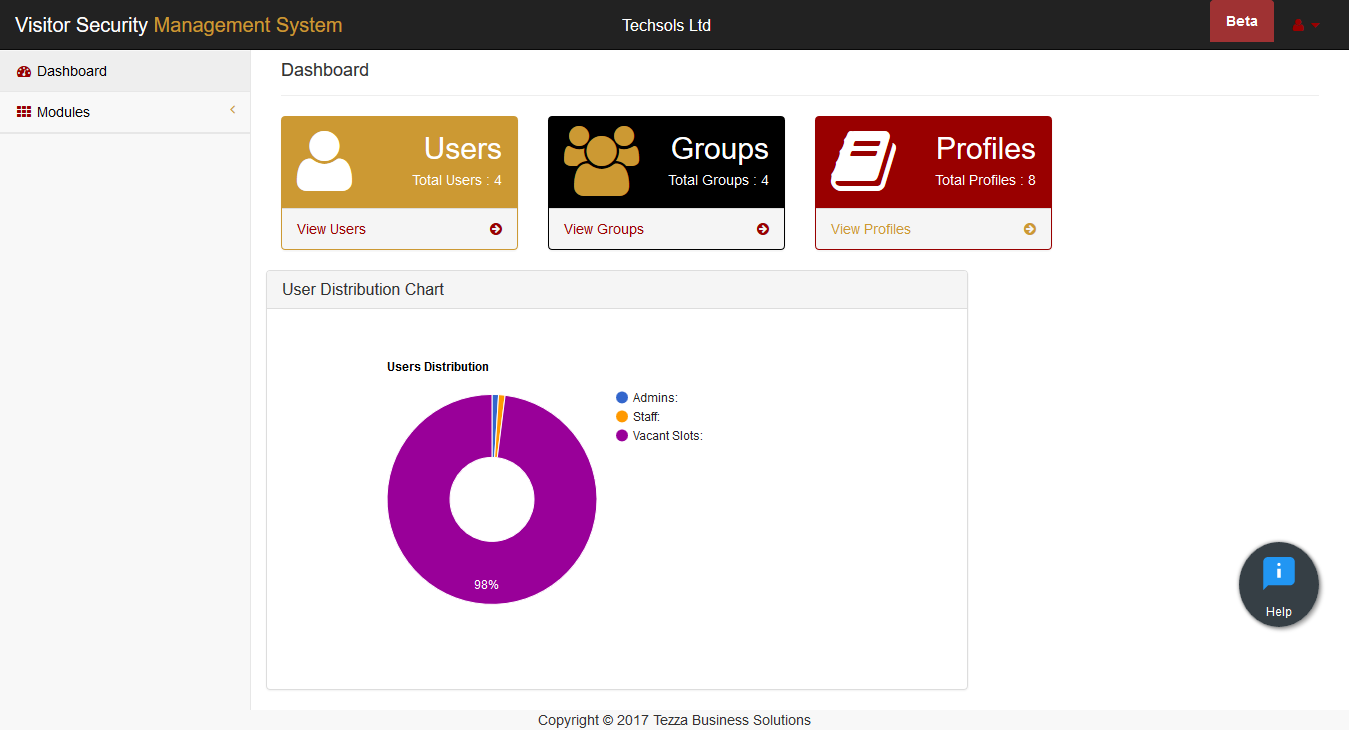 Visitor Security Management System
Techsols Ltd
Beta
Dashboard
Modules
Dashboard
Users
Total Users : 4
View Users
Groups
Total Groups : 4
View Groups
Profiles
Total Profiles : 8
View Profiles
User Distribution Chart
Users Distribution
Admins:
Staff:
Vacant Slots:
98%
i
Help
Copyright © 2017 Tezza Business Solutions